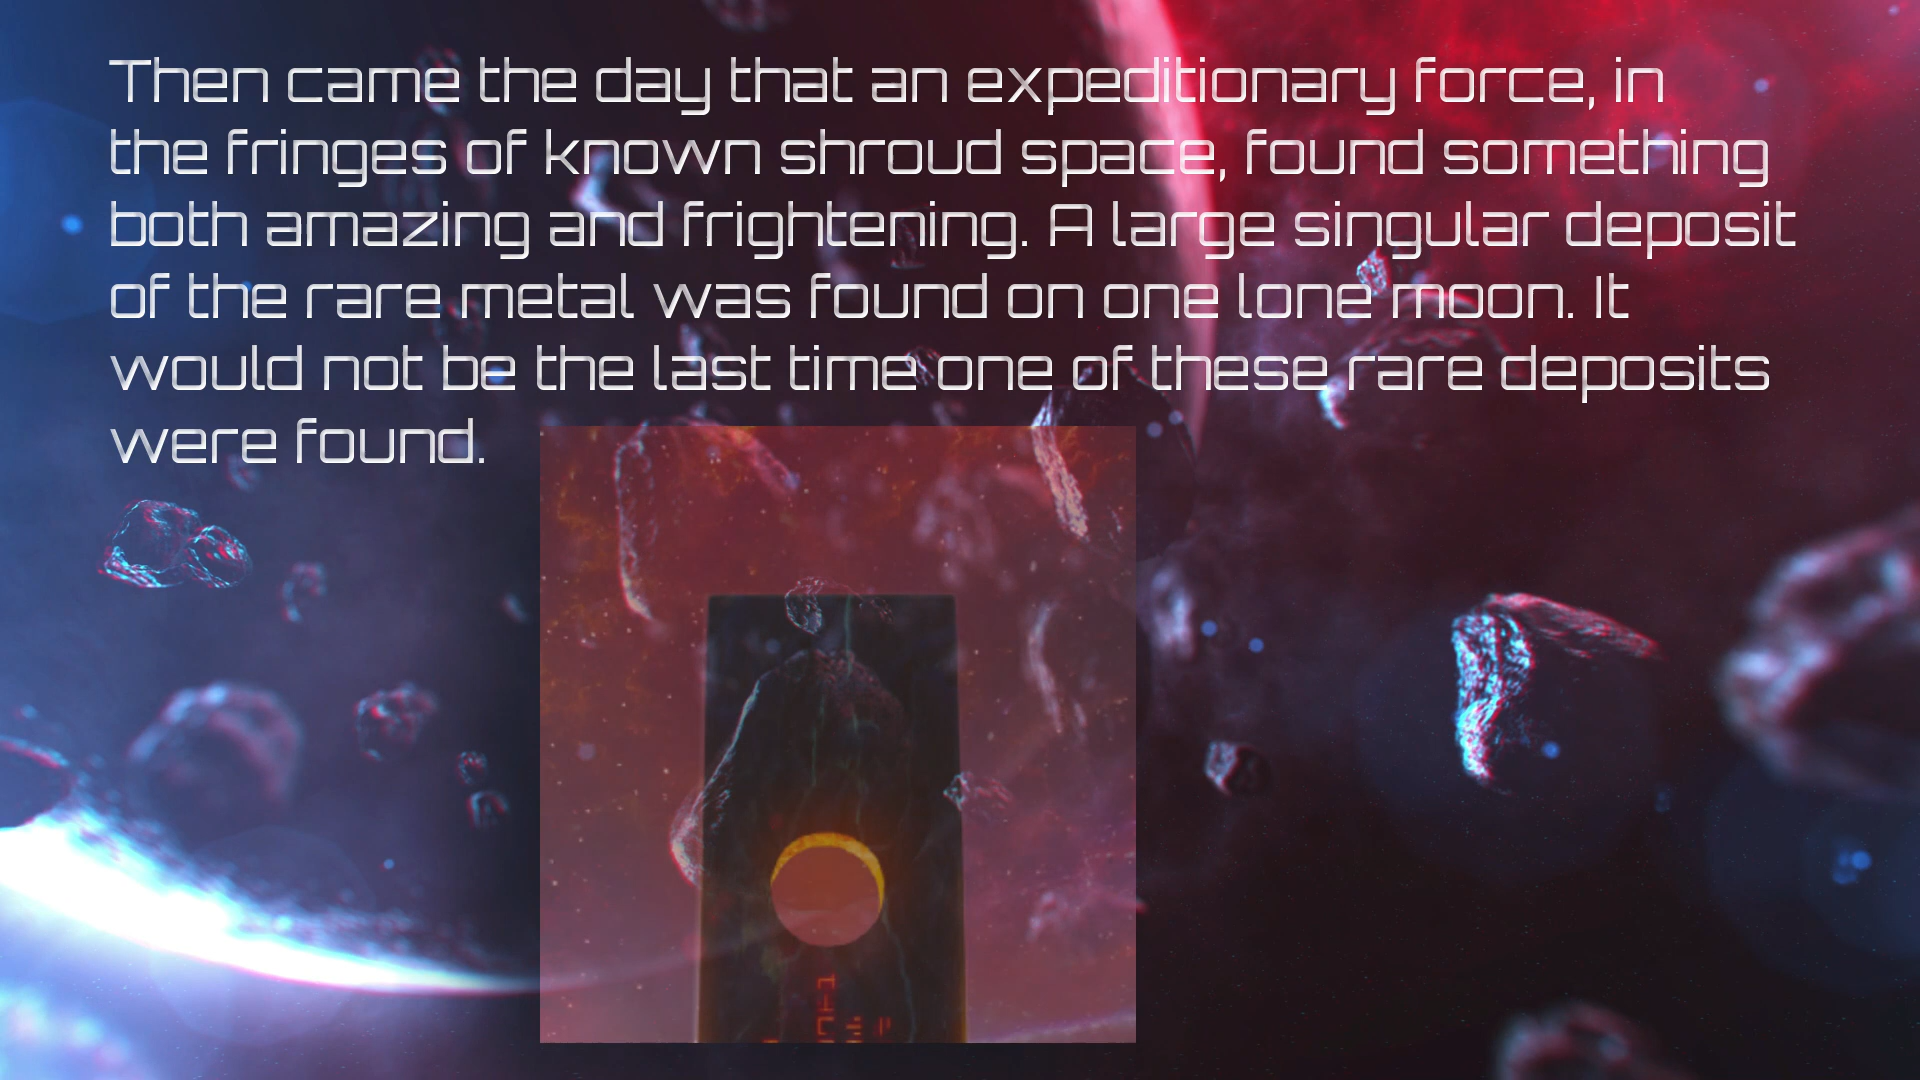 Then came the day that an expeditionary force, in
the fringes of known shroud space, found something
both amazing and frightening. A large singular deposit
of the rare metal was found on one lone moon. It
would not be the last time one of these rare deposits
were found.